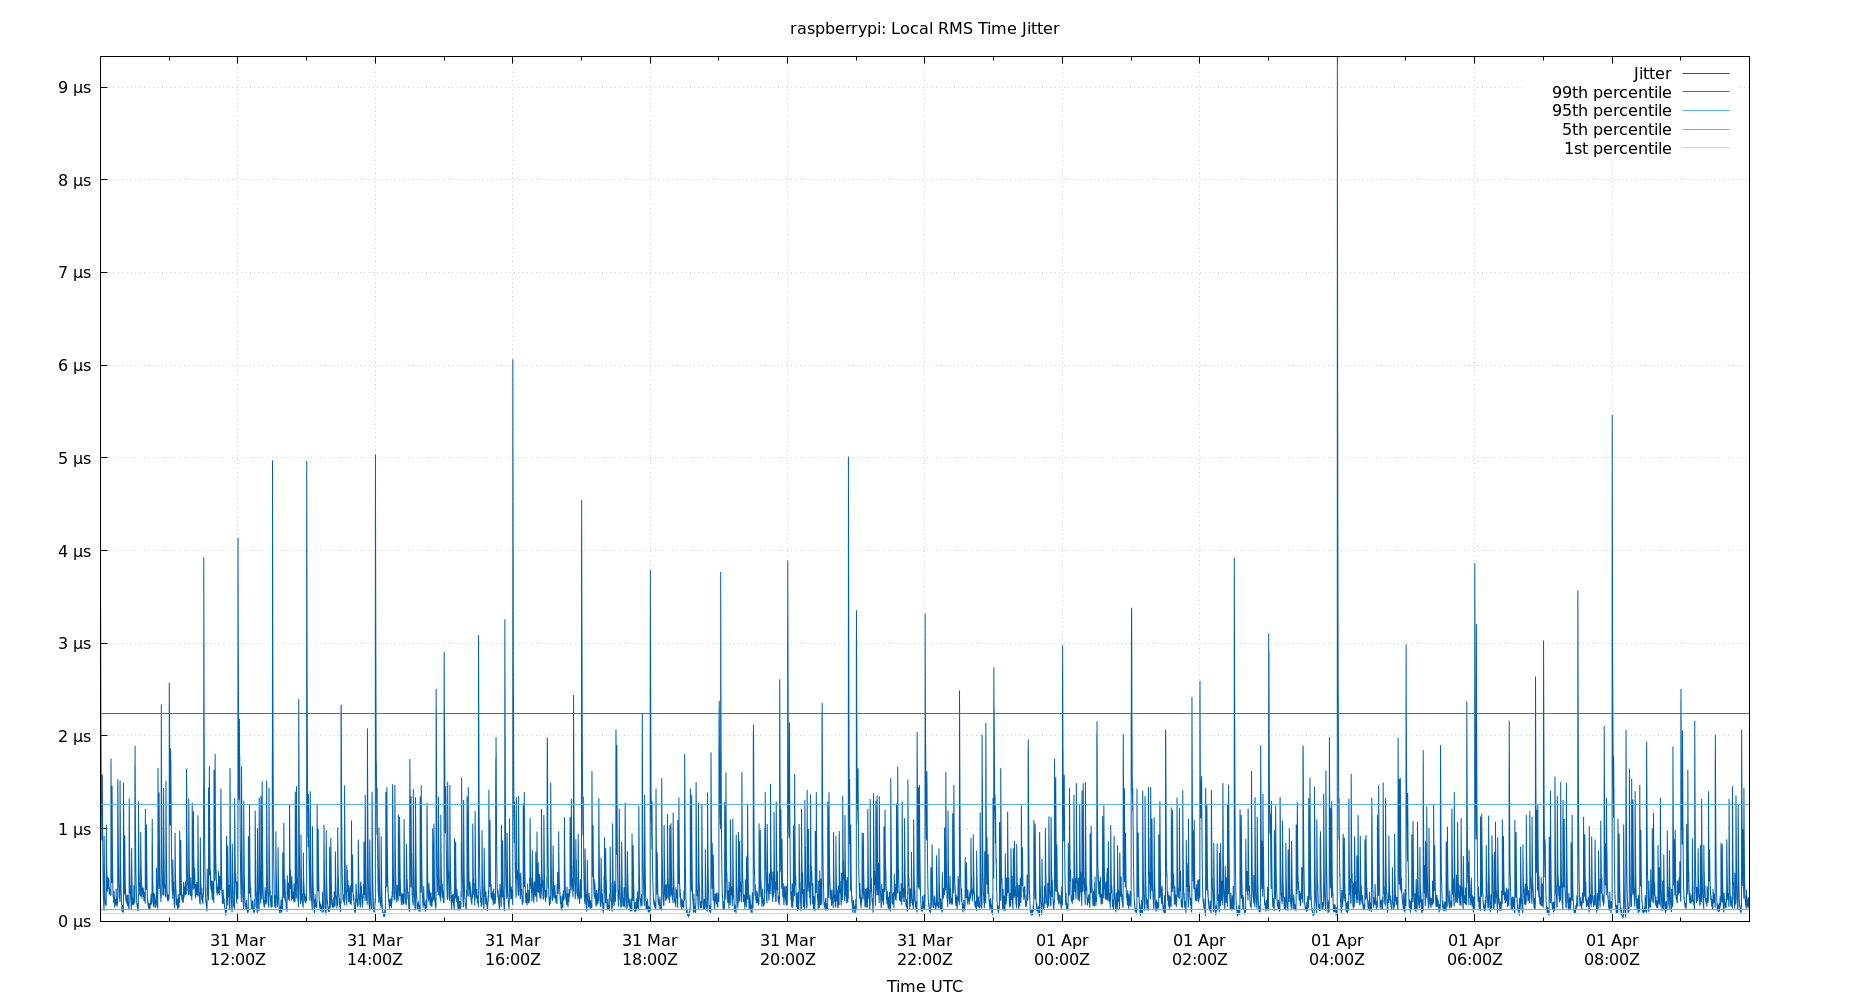 raspberrypi: Local RMS Time Jitter
Jitter
99th percentile
95th percentile
5th percentile
1st percentile
9 µs
8 µs
7 µs
6 µs
5 µs
4 µs
3 µs
2 µs
1 µs
0 µs
31 Mar 31 Mar 31 Mar 31 Mar 31 Mar 31 Mar 01 Apr 01 Apr 01 Apr 01 Apr 01 Apr
12:00Z 14:00Z 16:00Z 18:00Z 20:00Z 22:00Z 00:00Z 02:00Z 04:00Z 06:00Z 08:00Z
Time UTC